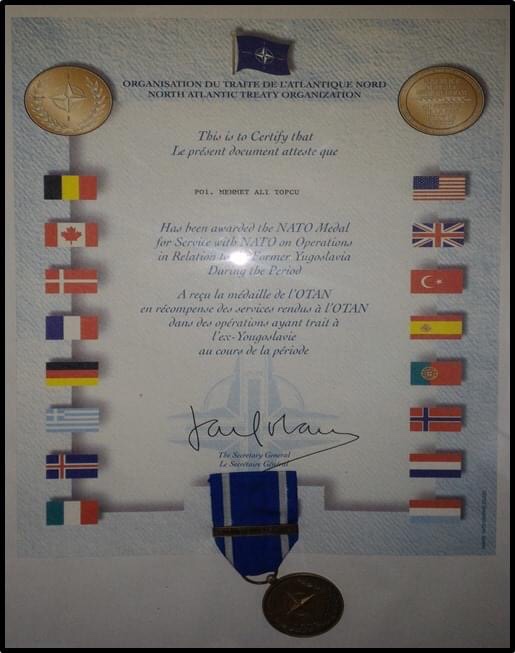 ORGANISATION DU TRAITE DE L'ATLANTIQUE NORD
NORTH ATLANTIC TREATY ORGANIZATION
This is to Certify that
Le présent document atteste que
POl. MEHMET ALI TOPCU
Has been awarded the NATO Medal
for Service with NATO on Operations
in Relation to Former Yugoslavia
During the Period
A reçu la médaille de l'OTAN
en récompense des services rendus à l'OTAN
dans des opérations ayant trait à
l'ex-Yougoslavie
au cours de la période
The Secretary General
Le Secrétaire Général